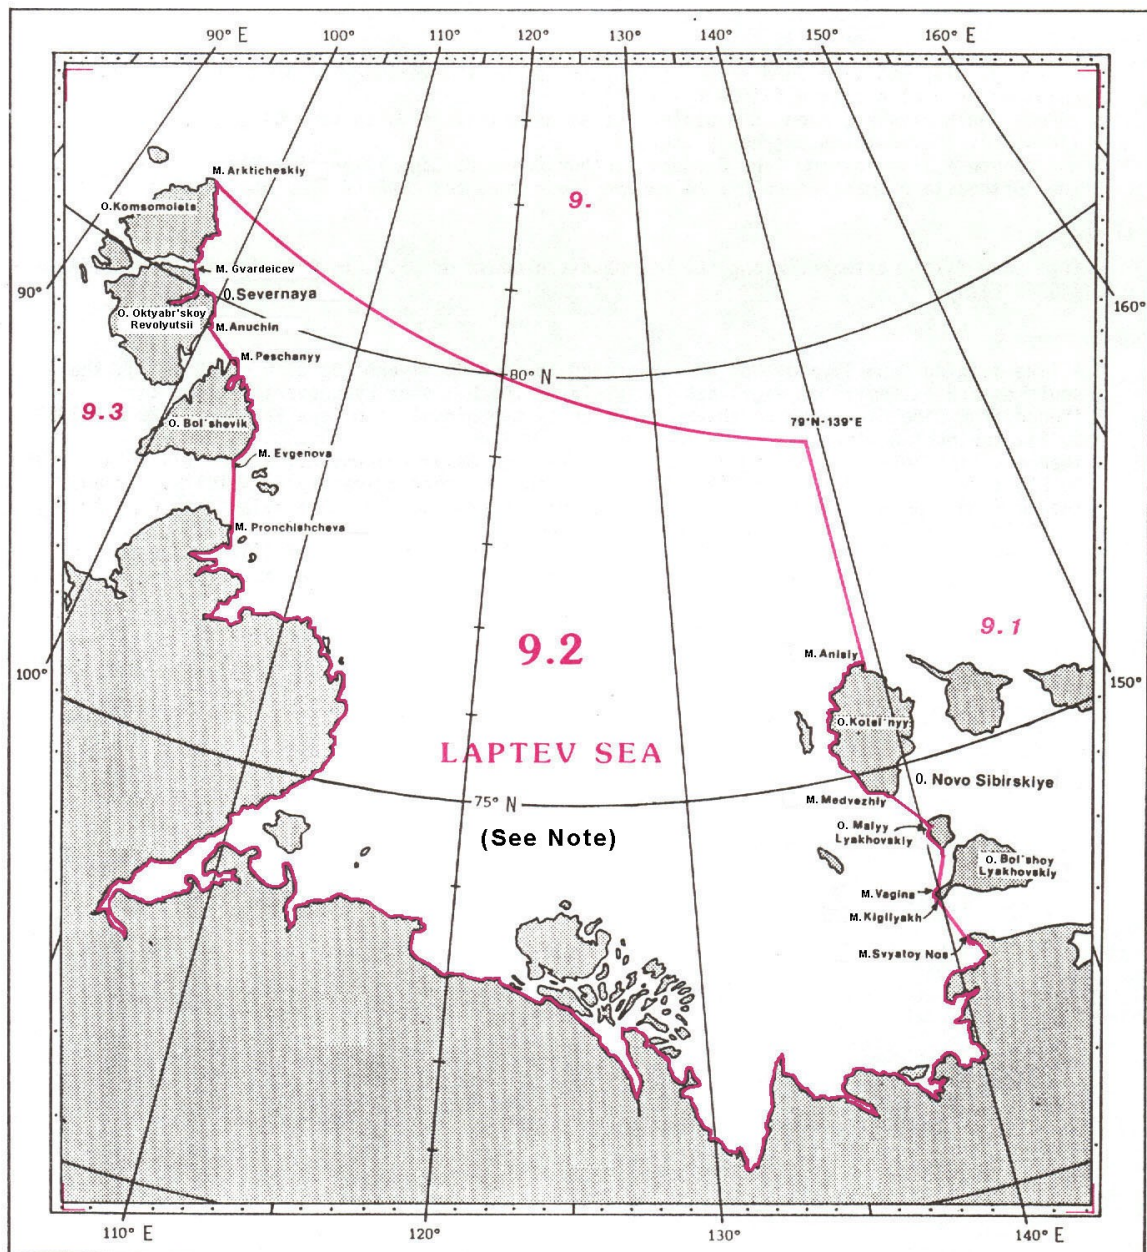 90° E 100° 110° 120° 130° 140° 150° 160° E
M. Arkticheskiy
9.
O.Komsomolets
M. Gvardeicev
90°
O.Severnaya
160°
O. Oktyabr'skoy
Revolyutsii
M. Anuchin
M. Peschanyy
80° N
9.3
O. Bol'shevik
79°N-139°E
M. Evgenova
M. Pronchishcheva
9.1
9.2
M. Anisiy
100°
150°
O.Kotel'nyy
LAPTEV SEA
O. Novo Sibirskiye
75° N
M. Medvezhiy
(See Note)
O. Malyy
Lyakhovskiy
O. Bol'shoy
Lyakhovskiy
M. Vagina
M. Kigilyakh
M. Svyatoy Nos
110° E 120° 130° 140° E